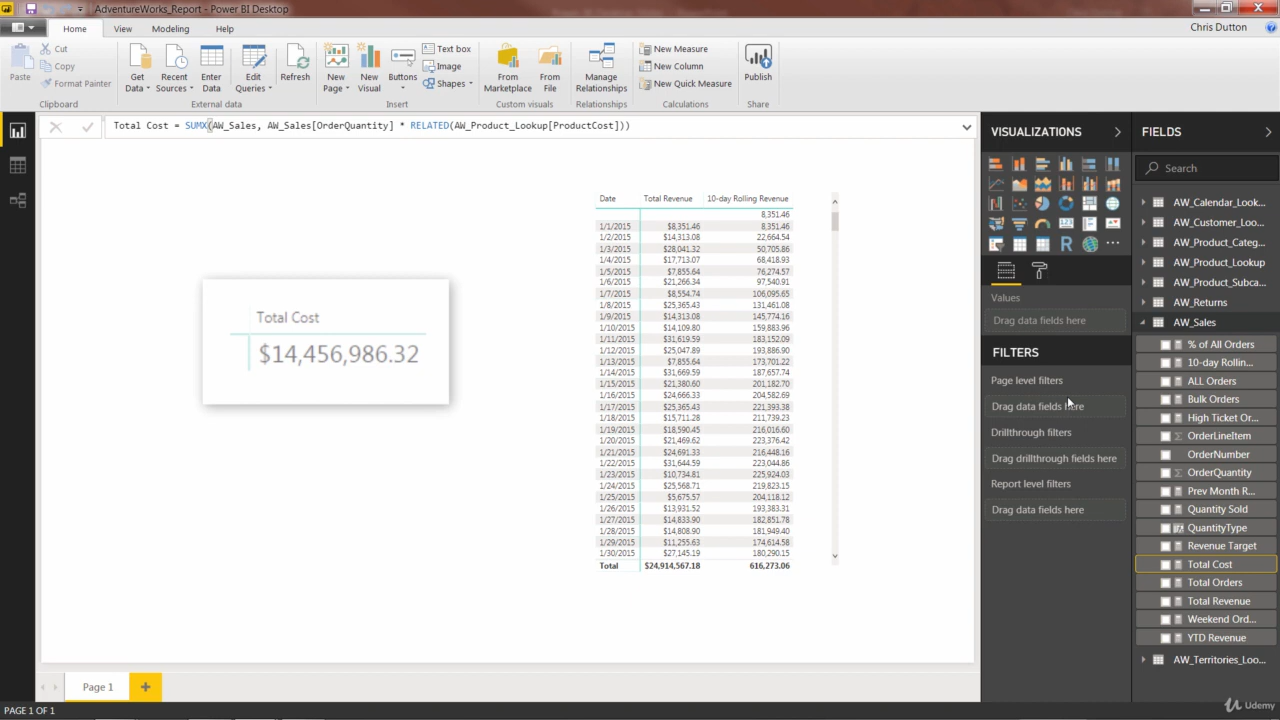 AdventureWorks_Report - Power BI Desktop
Chris Dutton
Home View Modeling Help
Paste
Cut
Copy
Format Painter
Clipboard
Get Data
Recent Sources
Enter Data
Edit Queries
Refresh
External data
New Page
New Visual
Buttons
Text box
Image
Shapes
Insert
From Marketplace
From File
Custom visuals
Manage Relationships
Relationships
New Measure
New Column
New Quick Measure
Calculations
Publish
Share
Total Cost = SUMX(AW_Sales, AW_Sales[OrderQuantity] * RELATED(AW_Product_Lookup[ProductCost]))
Total Cost
$14,456,986.32
Date Total Revenue 10-day Rolling Revenue
8,351.46
1/1/2015 $8,351.46 8,351.46
1/2/2015 $14,313.08 22,664.54
1/3/2015 $28,041.32 50,705.86
1/4/2015 $17,713.07 68,418.93
1/5/2015 $7,855.64 76,274.57
1/6/2015 $21,266.34 97,540.91
1/7/2015 $8,554.74 106,095.65
1/8/2015 $25,365.43 131,461.08
1/9/2015 $14,313.08 145,774.16
1/10/2015 $14,109.80 159,883.96
1/11/2015 $31,619.59 183,152.09
1/12/2015 $25,047.89 193,886.90
1/13/2015 $7,855.64 173,701.22
1/14/2015 $31,669.59 187,657.74
1/15/2015 $21,380.60 201,182.70
1/16/2015 $24,666.33 204,582.69
1/17/2015 $25,365.43 221,393.38
1/18/2015 $15,711.28 211,739.23
1/19/2015 $18,590.45 216,016.60
1/20/2015 $21,469.62 223,376.42
1/21/2015 $24,691.33 216,448.16
1/22/2015 $31,644.59 223,044.86
1/23/2015 $10,734.81 225,924.03
1/24/2015 $25,568.71 219,823.15
1/25/2015 $5,675.57 204,118.12
1/26/2015 $13,931.52 193,383.31
1/27/2015 $14,833.90 182,851.78
1/28/2015 $14,808.90 181,949.40
1/29/2015 $11,255.63 174,614.58
1/30/2015 $27,145.19 180,290.15
Total $24,914,567.18 616,273.06
VISUALIZATIONS
R
Values
Drag data fields here
FILTERS
Page level filters
Drag data fields here
Drillthrough filters
Drag drillthrough fields here
Report level filters
Drag data fields here
FIELDS
Search
AW_Calendar_Look...
AW_Customer_Loo...
AW_Product_Categ...
AW_Product_Lookup
AW_Product_Subca...
AW_Returns
AW_Sales
% of All Orders
10-day Rollin...
ALL Orders
Bulk Orders
High Ticket Or...
OrderLineItem
OrderNumber
OrderQuantity
Prev Month R...
Quantity Sold
QuantityType
Revenue Target
Total Cost
Total Orders
Total Revenue
Weekend Ord...
YTD Revenue
AW_Territories_Loo...
Page 1
PAGE 1 OF 1
Udemy